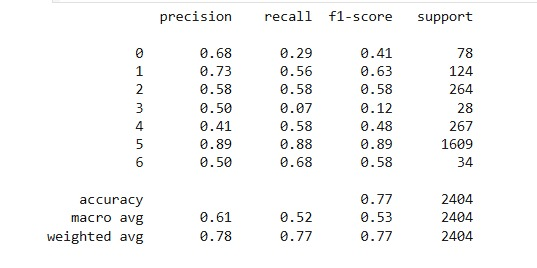 precision recall f1-score support
0 0.68 0.29 0.41 78
1 0.73 0.56 0.63 124
2 0.58 0.58 0.58 264
3 0.50 0.07 0.12 28
4 0.41 0.58 0.48 267
5 0.89 0.88 0.89 1609
6 0.50 0.68 0.58 34
accuracy 0.77 2404
macro avg 0.61 0.52 0.53 2404
weighted avg 0.78 0.77 0.77 2404